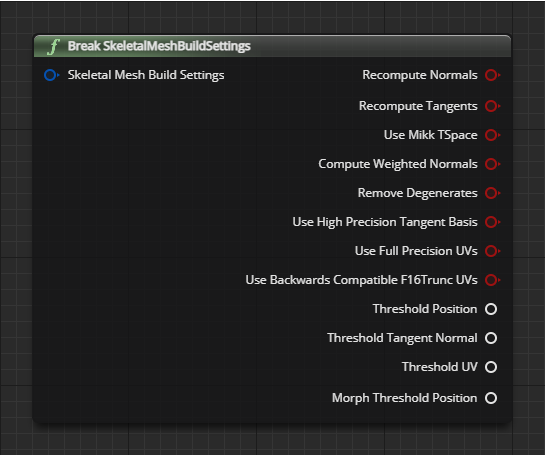 f Break SkeletalMeshBuildSettings
Skeletal Mesh Build Settings Recompute Normals
Recompute Tangents
Use Mikk TSpace
Compute Weighted Normals
Remove Degenerates
Use High Precision Tangent Basis
Use Full Precision UVs
Use Backwards Compatible F16Trunc UVs
Threshold Position
Threshold Tangent Normal
Threshold UV
Morph Threshold Position